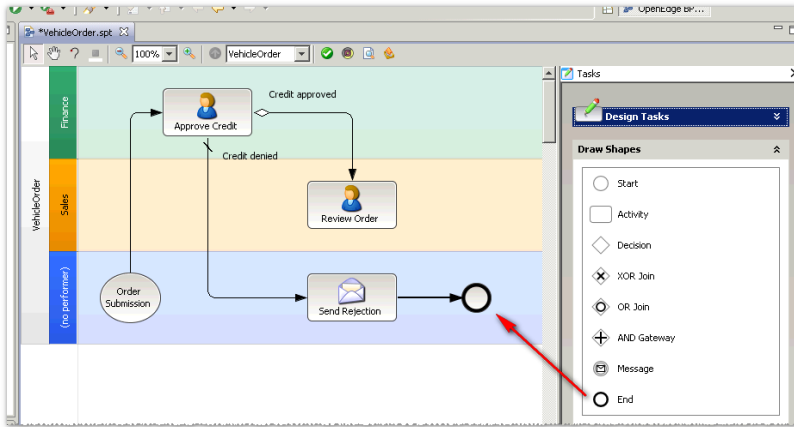 OpenEdge BP...
*VehicleOrder.spt
100%
VehicleOrder
Tasks
Design Tasks
Draw Shapes
Start
Activity
Decision
XOR Join
OR Join
AND Gateway
Message
End
VehicleOrder
Finance
Approve Credit
Credit approved
Credit denied
Sales
Review Order
(no performer)
Order
Submission
Send Rejection